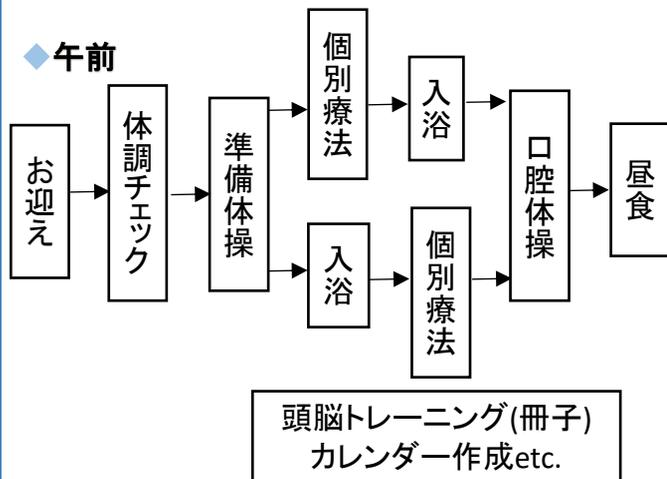 ◆午前
お迎え
体調チェック
準備体操
個別療法
入浴
入浴
個別療法
口腔体操
昼食
頭脳トレーニング(冊子)
カレンダー作成etc.